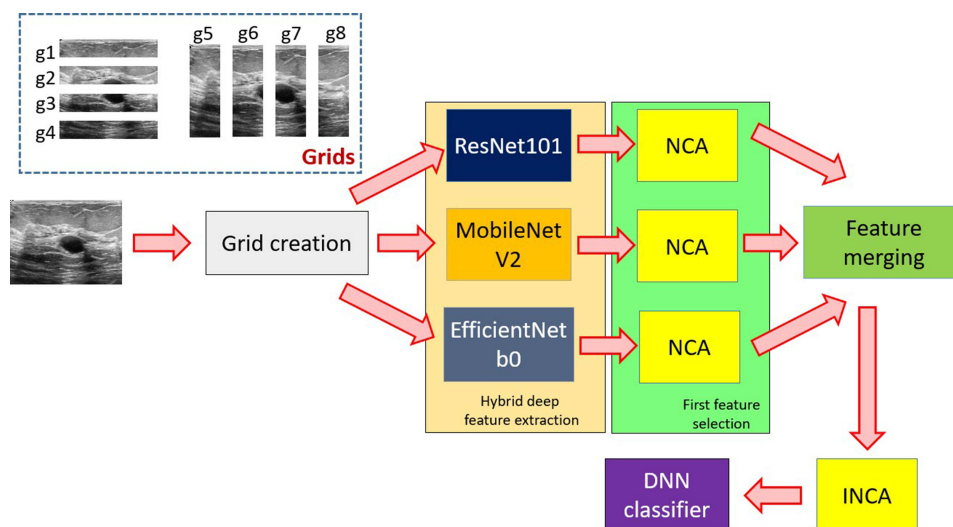 g1
g2
g3
g4
g5 g6 g7 g8
Grids
Grid creation
ResNet101
MobileNet
V2
EfficientNet
b0
Hybrid deep
feature extraction
NCA
NCA
NCA
First feature
selection
Feature
merging
INCA
DNN
classifier